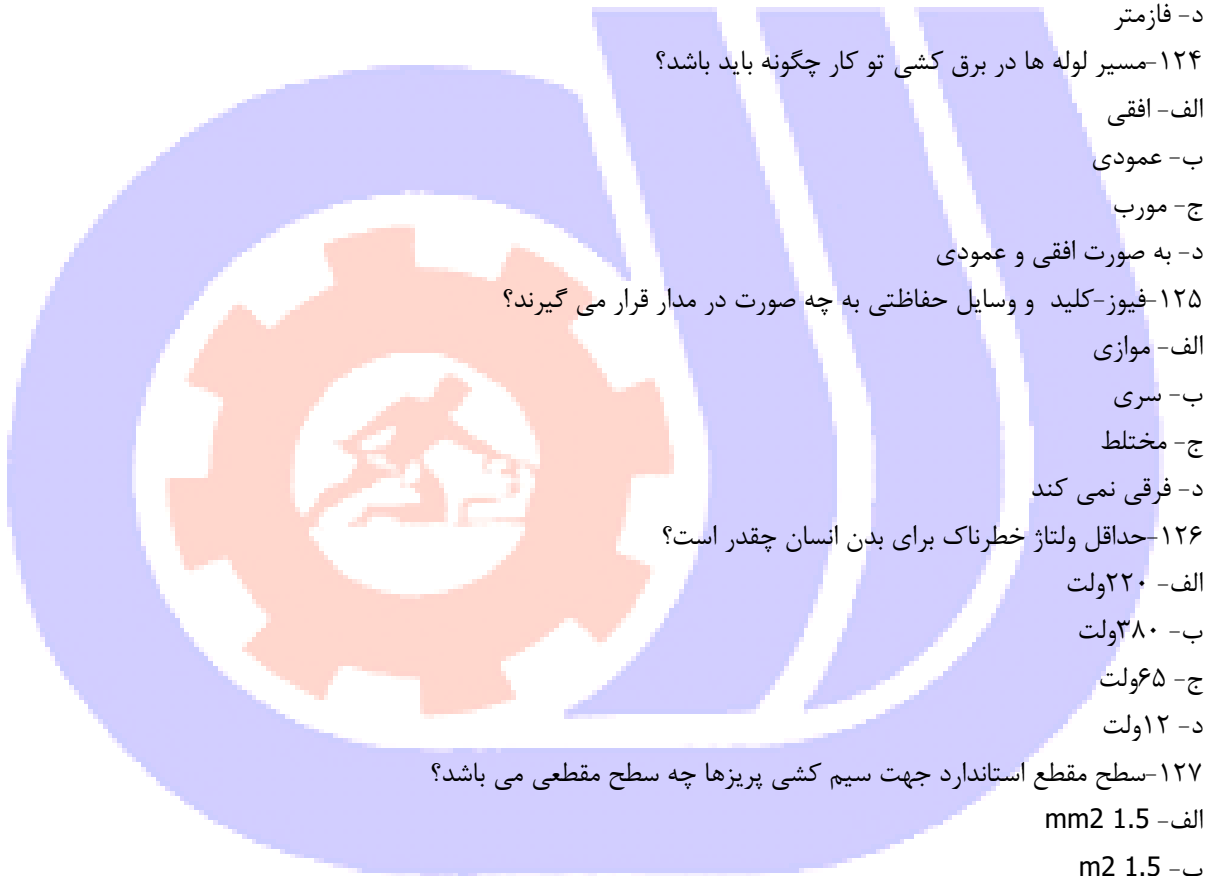 د- فازمتر
۱۲۴-مسیر لوله ها در برق کشی تو کار چگونه باید باشد؟
الف- افقی
ب- عمودی
ج- مورب
د- به صورت افقی و عمودی
۱۲۵-فیوز-کلید و وسایل حفاظتی به چه صورت در مدار قرار می گیرند؟
الف- موازی
ب- سری
ج- مختلط
د- فرقی نمی کند
۱۲۶-حداقل ولتاژ خطرناک برای بدن انسان چقدر است؟
الف- ۲۲۰ولت
ب- ۳۸۰ولت
ج- ۶۵ولت
د- ۱۲ولت
۱۲۷-سطح مقطع استاندارد جهت سیم کشی پریزها چه سطح مقطعی می باشد؟
الف- 1.5 mm2
ب- 1.5 m2